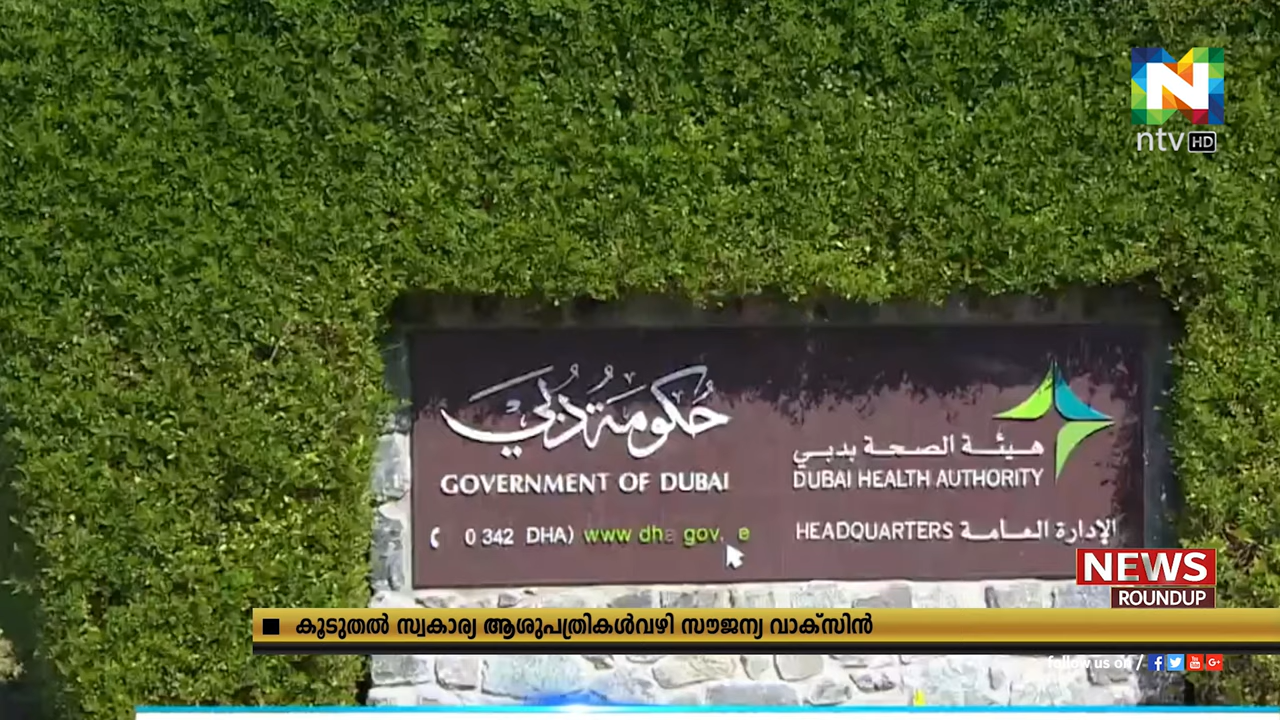 N
ntv HD
حكومة دبي
GOVERNMENT OF DUBAI
هيئة الصحة بدبي
DUBAI HEALTH AUTHORITY
0 342 DHA) www dha gov. e
HEADQUARTERS الإدارة العامة
NEWS
ROUNDUP
കൂടുതൽ സ്വകാര്യ ആശുപത്രികൾവഴി സൗജന്യ വാക്സിൻ
follow us on /